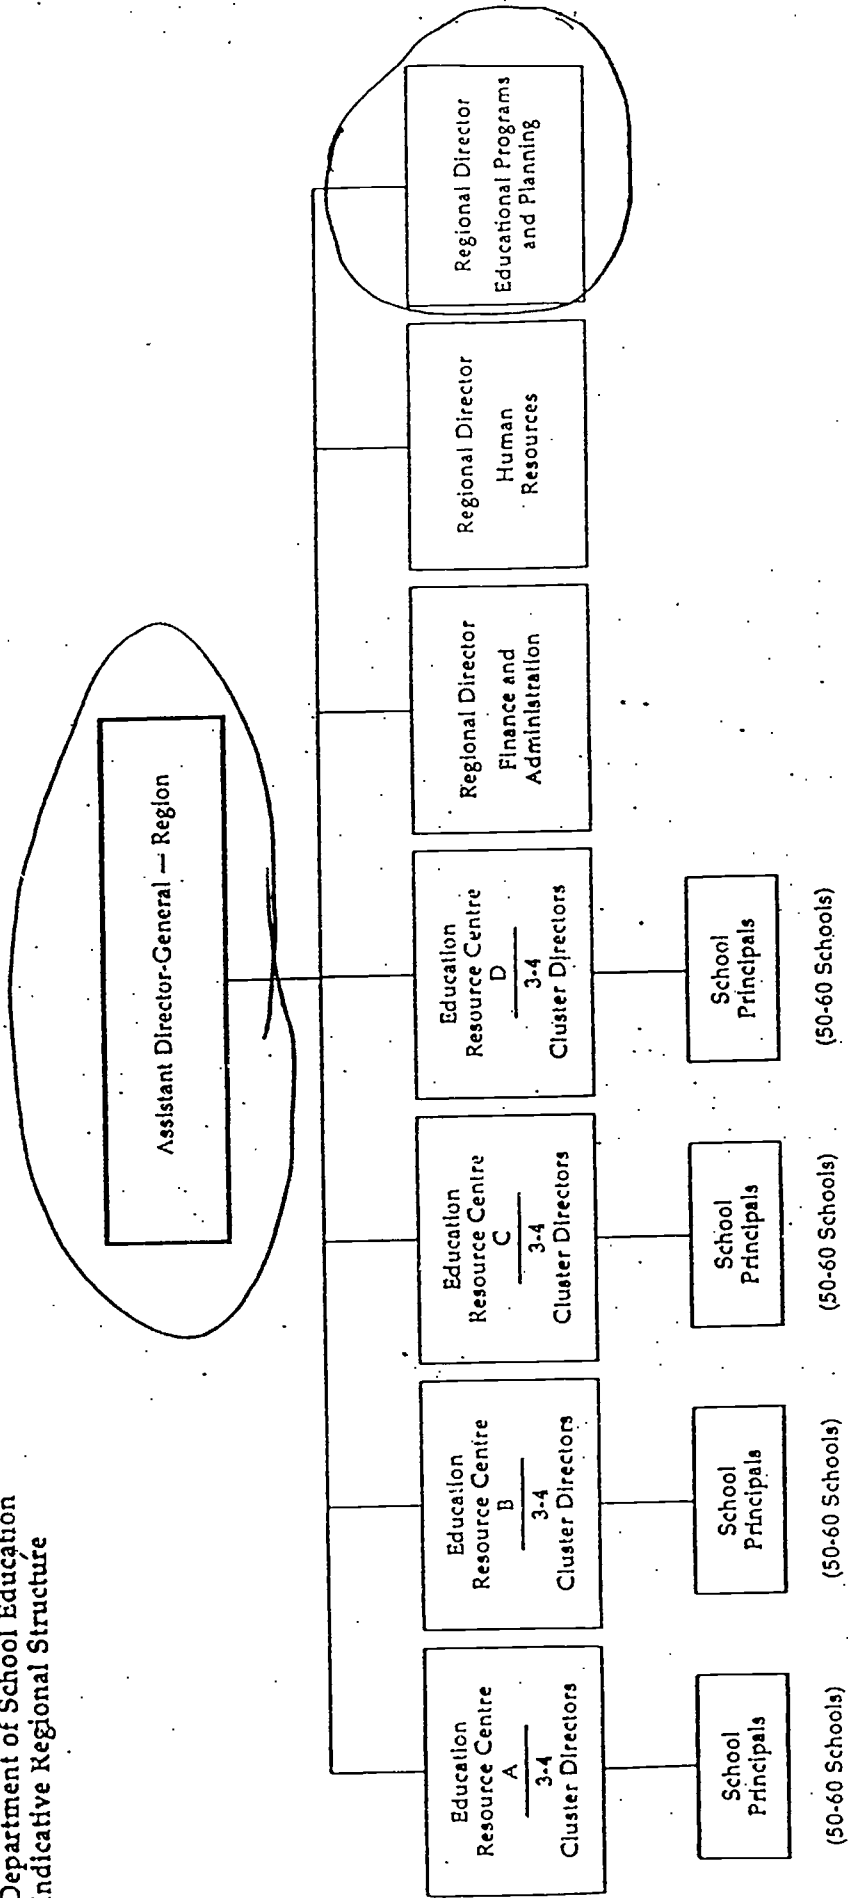 Department of School Education
Indicative Regional Structure
Assistant Director-General — Region
Education
Resource Centre
A
3-4
Cluster Directors
Education
Resource Centre
B
3-4
Cluster Directors
Education
Resource Centre
C
3-4
Cluster Directors
Education
Resource Centre
D
3-4
Cluster Directors
Regional Director
Finance and
Administration
Regional Director
Human
Resources
Regional Director
Educational Programs
and Planning
School
Principals
School
Principals
School
Principals
School
Principals
(50-60 Schools)
(50-60 Schools)
(50-60 Schools)
(50-60 Schools)